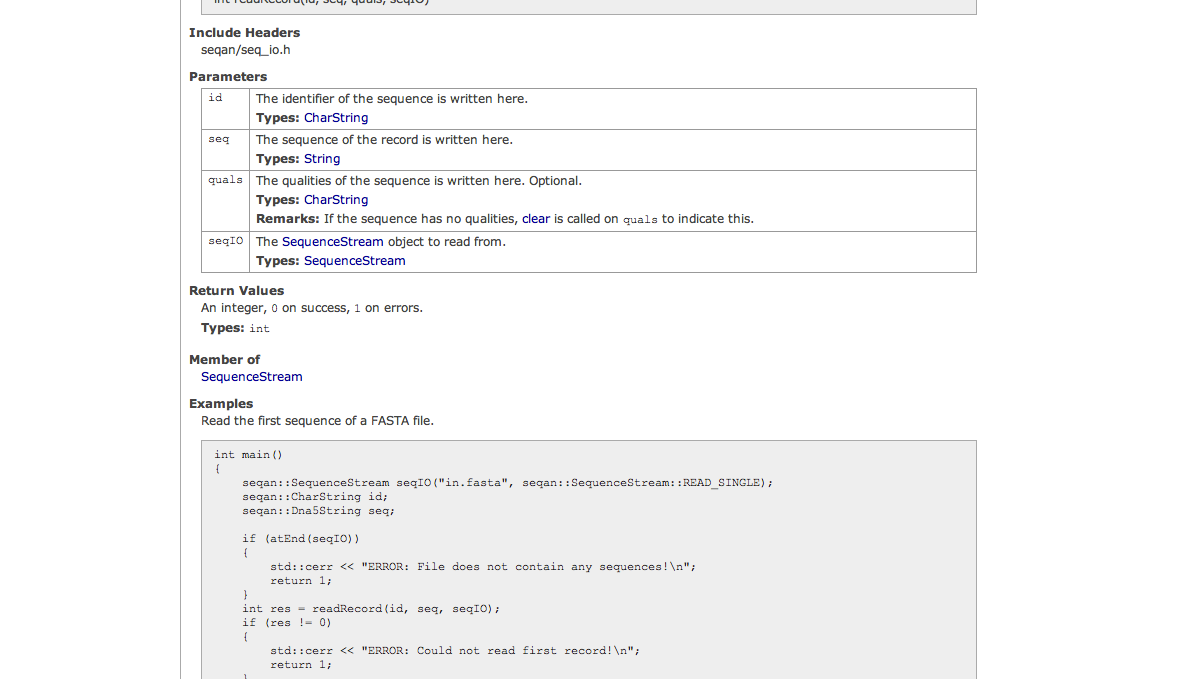 int readRecord(id, seq, quals, seqIO)
Include Headers
seqan/seq_io.h
Parameters
id The identifier of the sequence is written here.
Types: CharString
seq The sequence of the record is written here.
Types: String
quals The qualities of the sequence is written here. Optional.
Types: CharString
Remarks: If the sequence has no qualities, clear is called on quals to indicate this.
seqIO The SequenceStream object to read from.
Types: SequenceStream
Return Values
An integer, 0 on success, 1 on errors.
Types: int
Member of
SequenceStream
Examples
Read the first sequence of a FASTA file.
int main()
{
    seqan::SequenceStream seqIO("in.fasta", seqan::SequenceStream::READ_SINGLE);
    seqan::CharString id;
    seqan::Dna5String seq;
    if (atEnd(seqIO))
    {
        std::cerr << "ERROR: File does not contain any sequences!\n";
        return 1;
    }
    int res = readRecord(id, seq, seqIO);
    if (res != 0)
    {
        std::cerr << "ERROR: Could not read first record!\n";
        return 1;
    }